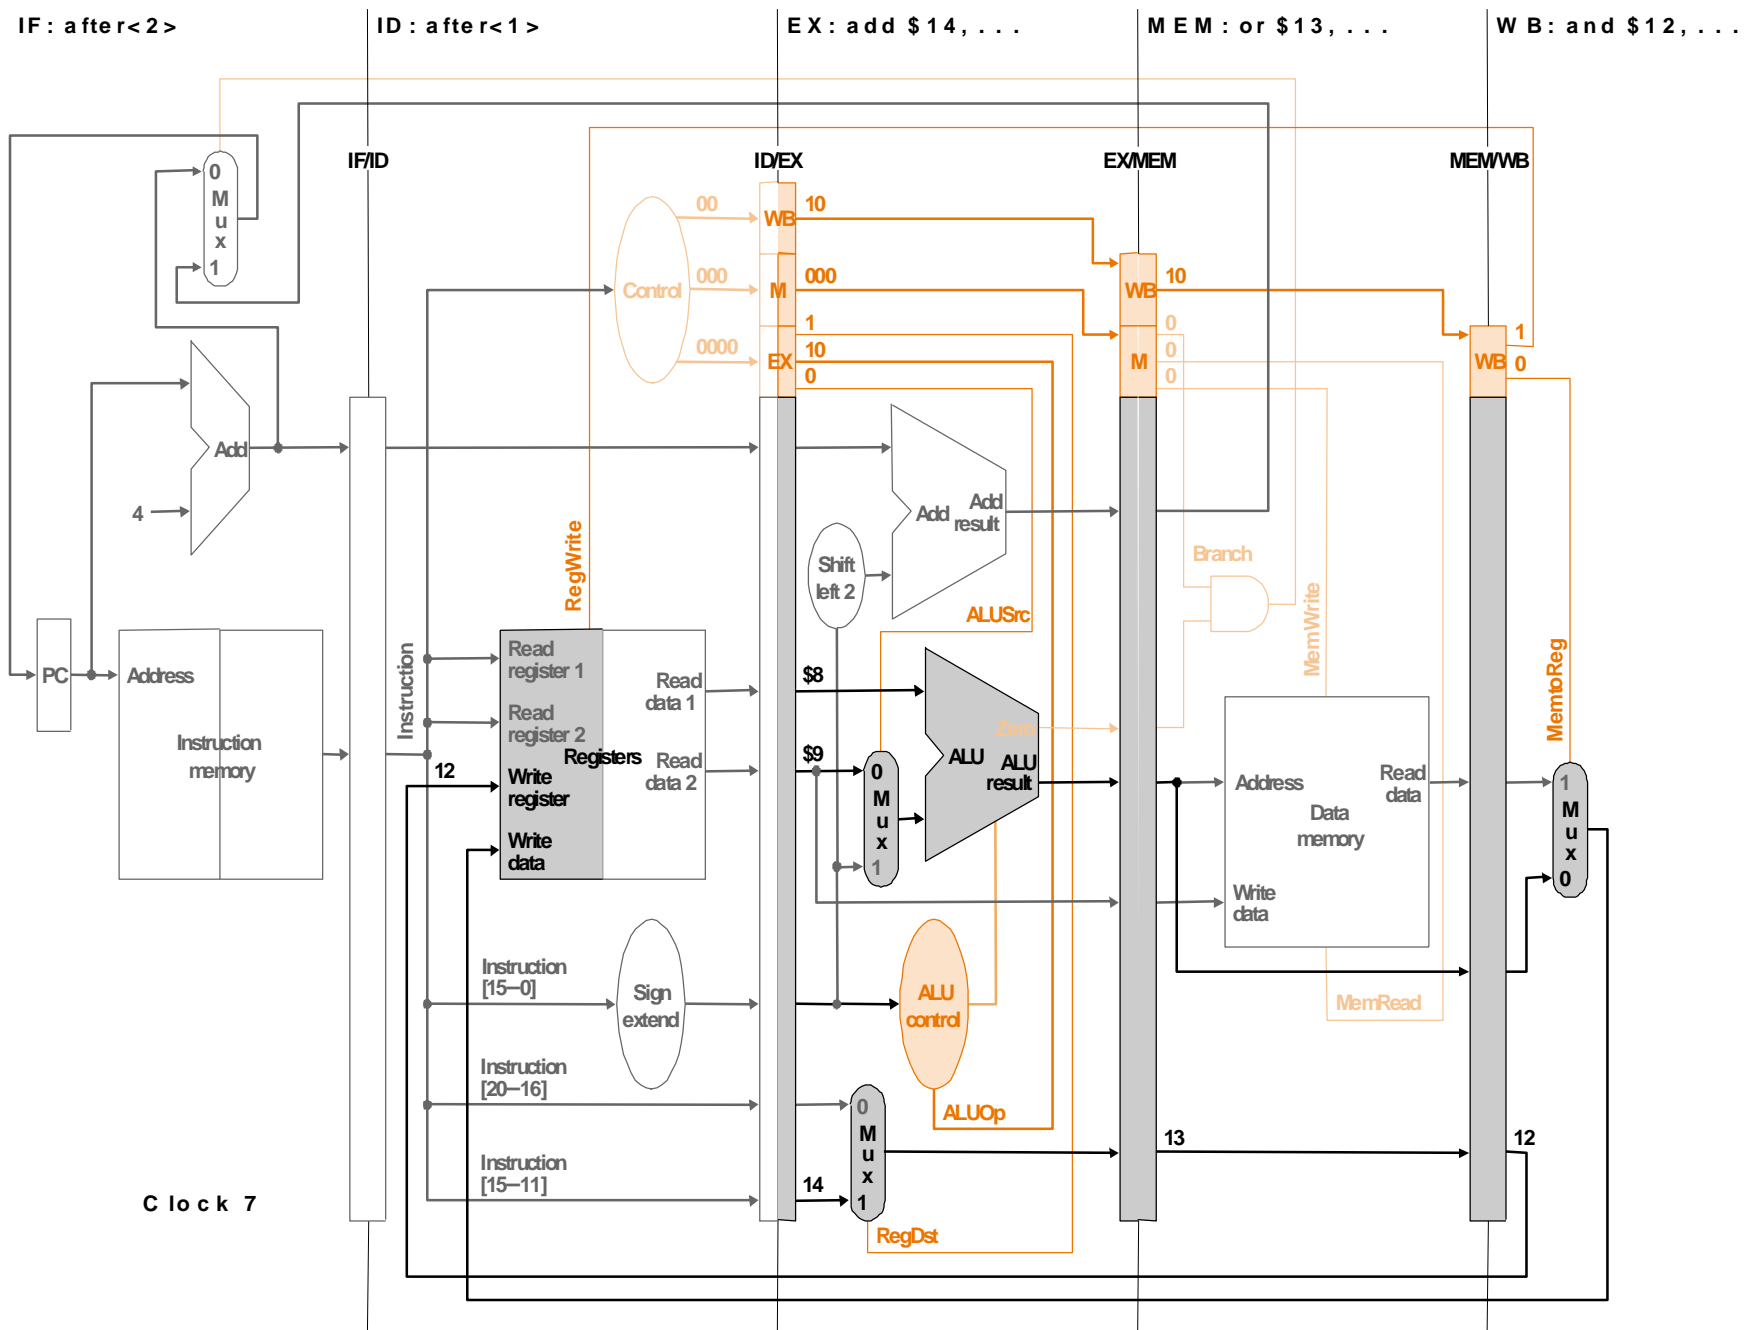 IF: after<2>
ID: after<1>
EX: add $14, . . .
MEM: or $13, . . .
WB: and $12, . . .
IF/ID
ID/EX
EX/MEM
MEM/WB
0
M
u
x
1
Control
00
000
0000
WB
10
M
000
1
EX
10
0
WB
10
M
0
0
0
WB
1
0
Add
4
Add
Add
result
Shift
left 2
Branch
RegWrite
ALUSrc
MemWrite
MemtoReg
PC
Address
Instruction
memory
Instruction
Read
register 1
Read
register 2
Registers
Write
register
Write
data
Read
data 1
Read
data 2
12
$8
$9
0
M
u
x
1
Zero
ALU
ALU
result
Address
Read
data
Data
memory
Write
data
1
M
u
x
0
Instruction
[15–0]
Sign
extend
ALU
control
MemRead
Instruction
[20–16]
ALUOp
0
M
u
x
1
13
12
Instruction
[15–11]
14
RegDst
Clock 7